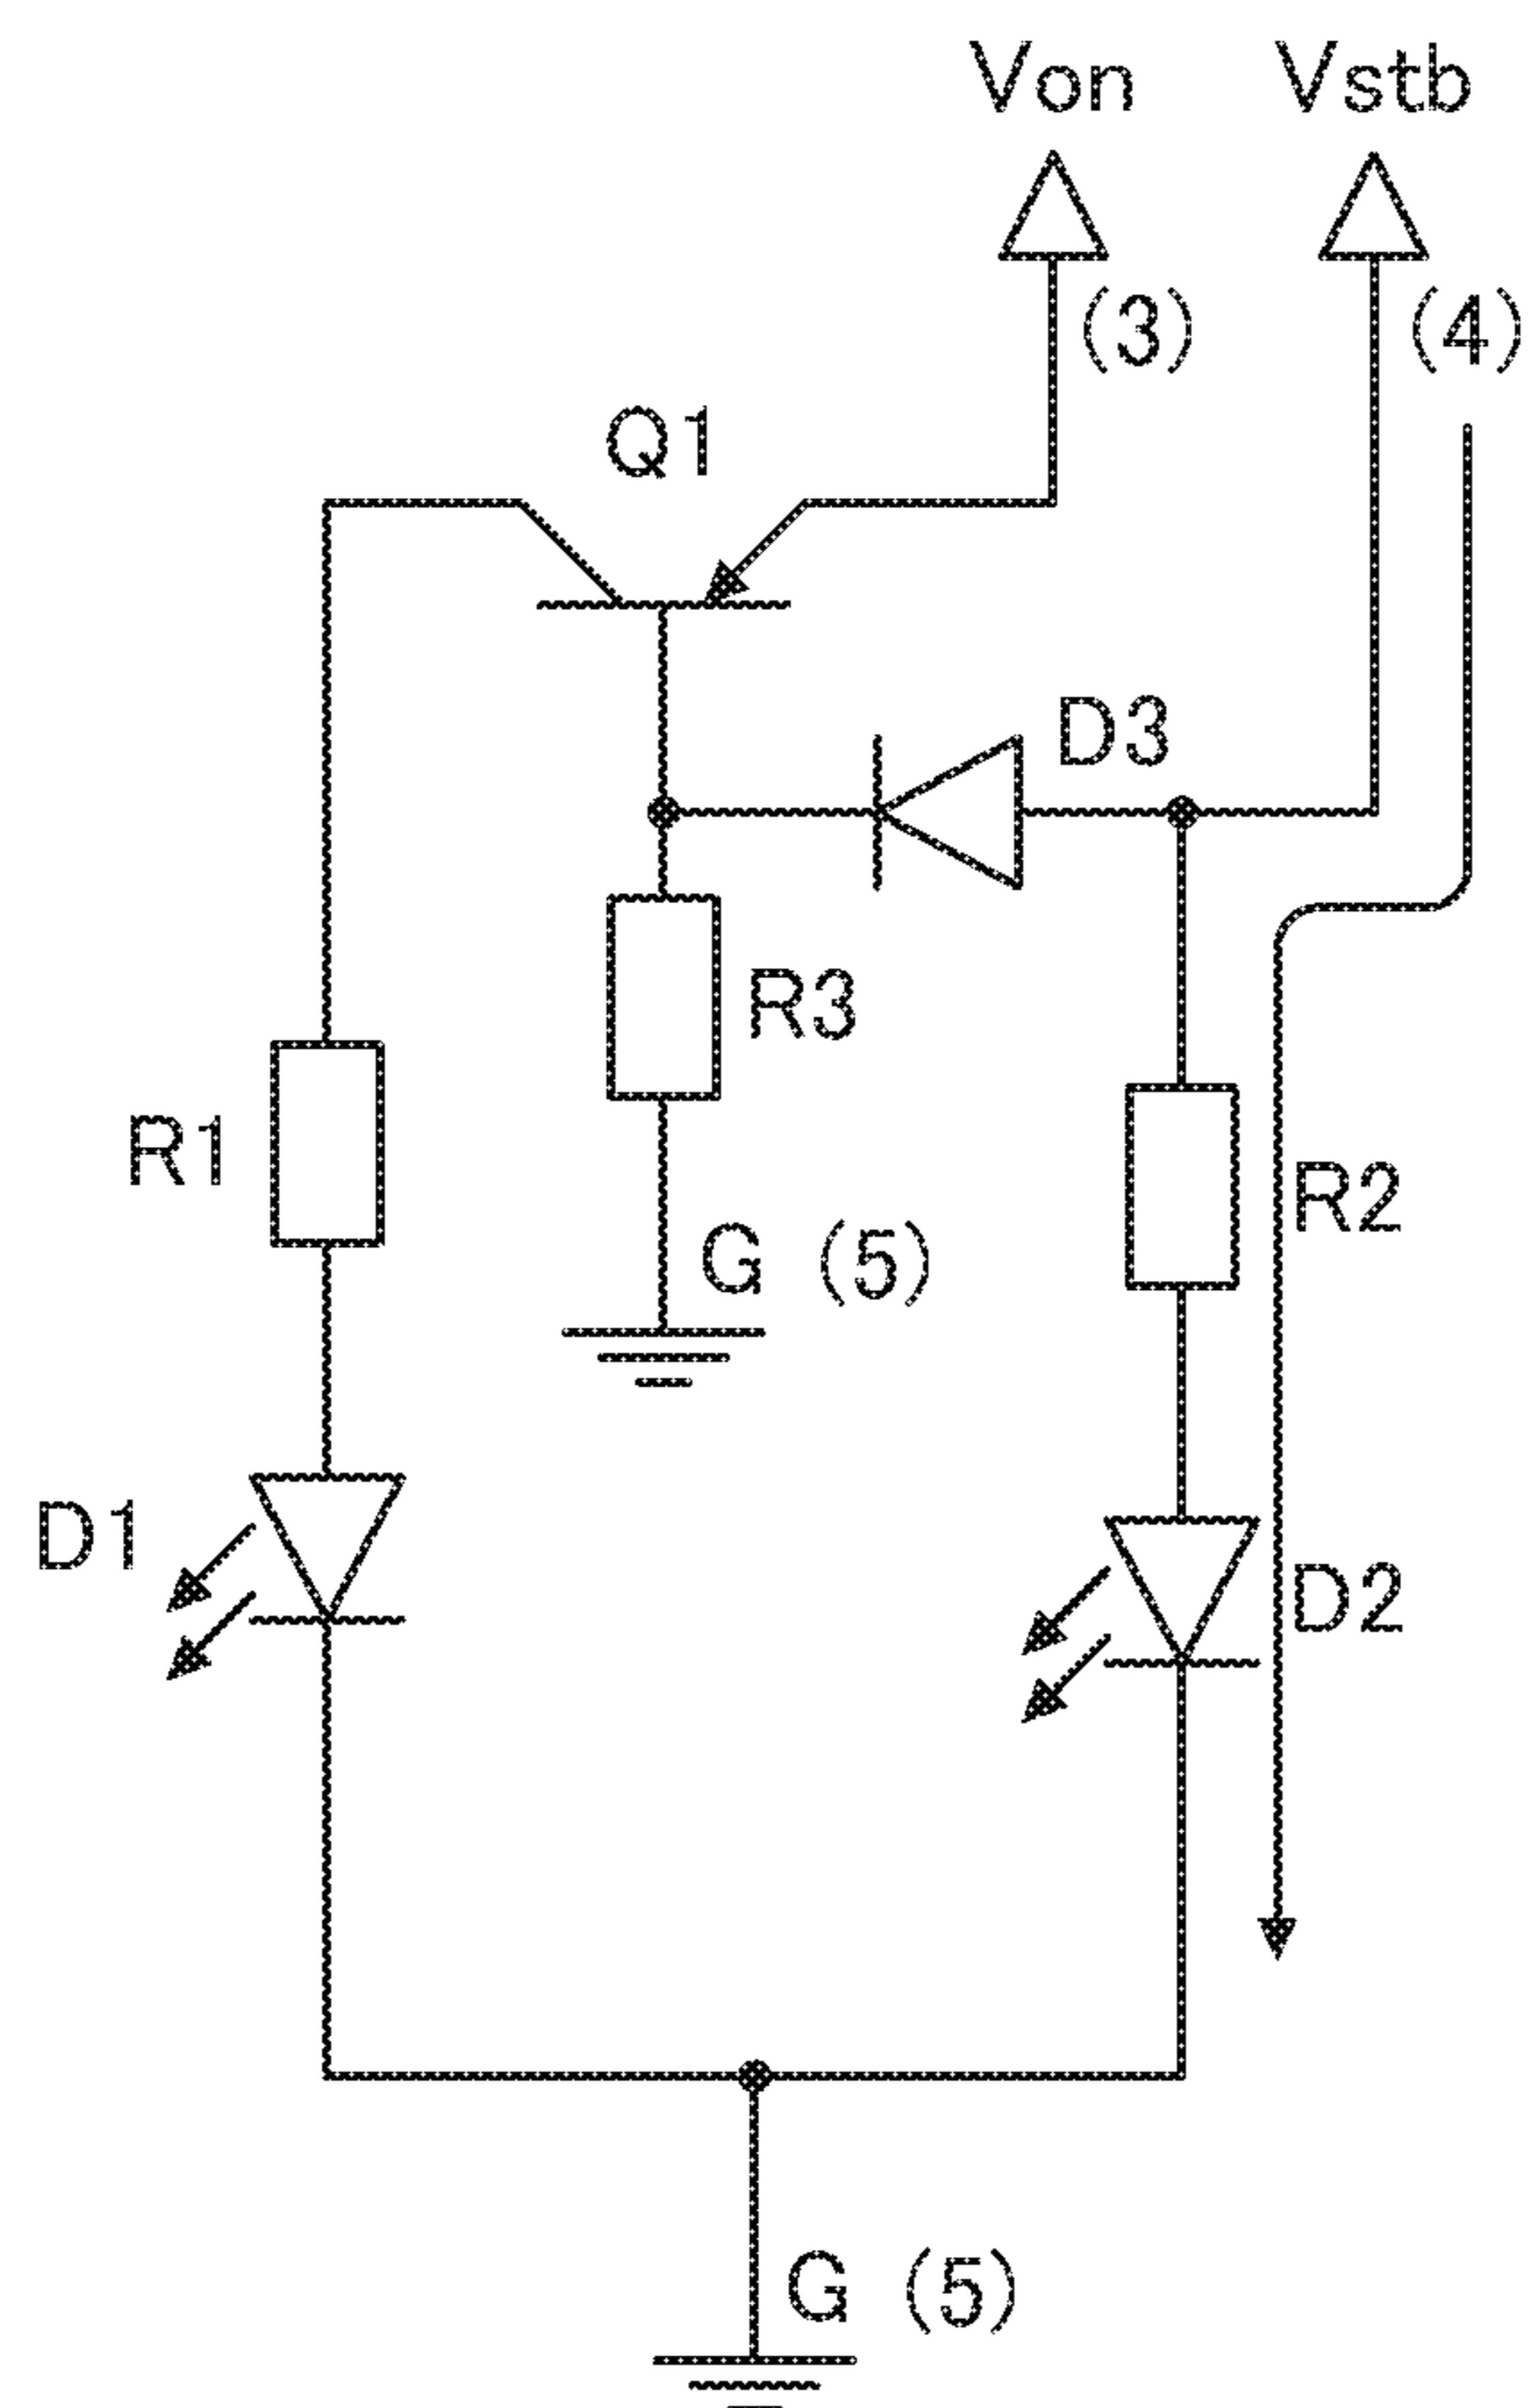 Von Vstb
(3) (4)
Q1
D3
R3
R1
R2
G (5)
D1
D2
G (5)